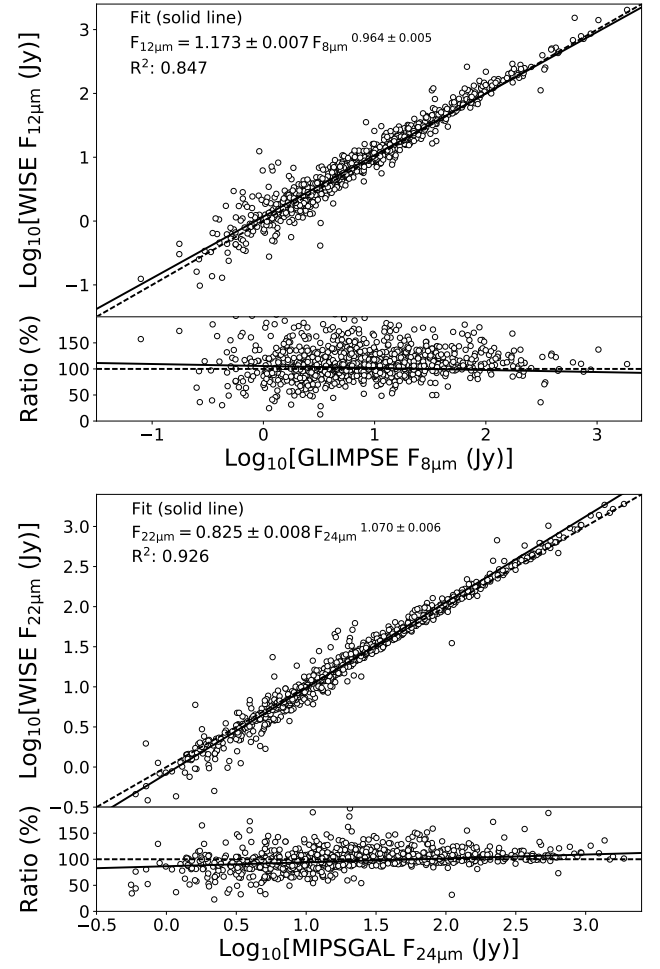 Fit (solid line)
F₁₂μm = 1.173 ± 0.007 F₈μm^0.964 ± 0.005
R²: 0.847
Log₁₀[WISE F₁₂μm (Jy)]
3
2
1
0
−1
Ratio (%)
150
100
50
0
−1 0 1 2 3
Log₁₀[GLIMPSE F₈μm (Jy)]
Fit (solid line)
F₂₂μm = 0.825 ± 0.008 F₂₄μm^1.070 ± 0.006
R²: 0.926
Log₁₀[WISE F₂₂μm (Jy)]
3.0
2.5
2.0
1.5
1.0
0.5
0.0
−0.5
Ratio (%)
150
100
50
0
−0.5 0.0 0.5 1.0 1.5 2.0 2.5 3.0
Log₁₀[MIPSGAL F₂₄μm (Jy)]